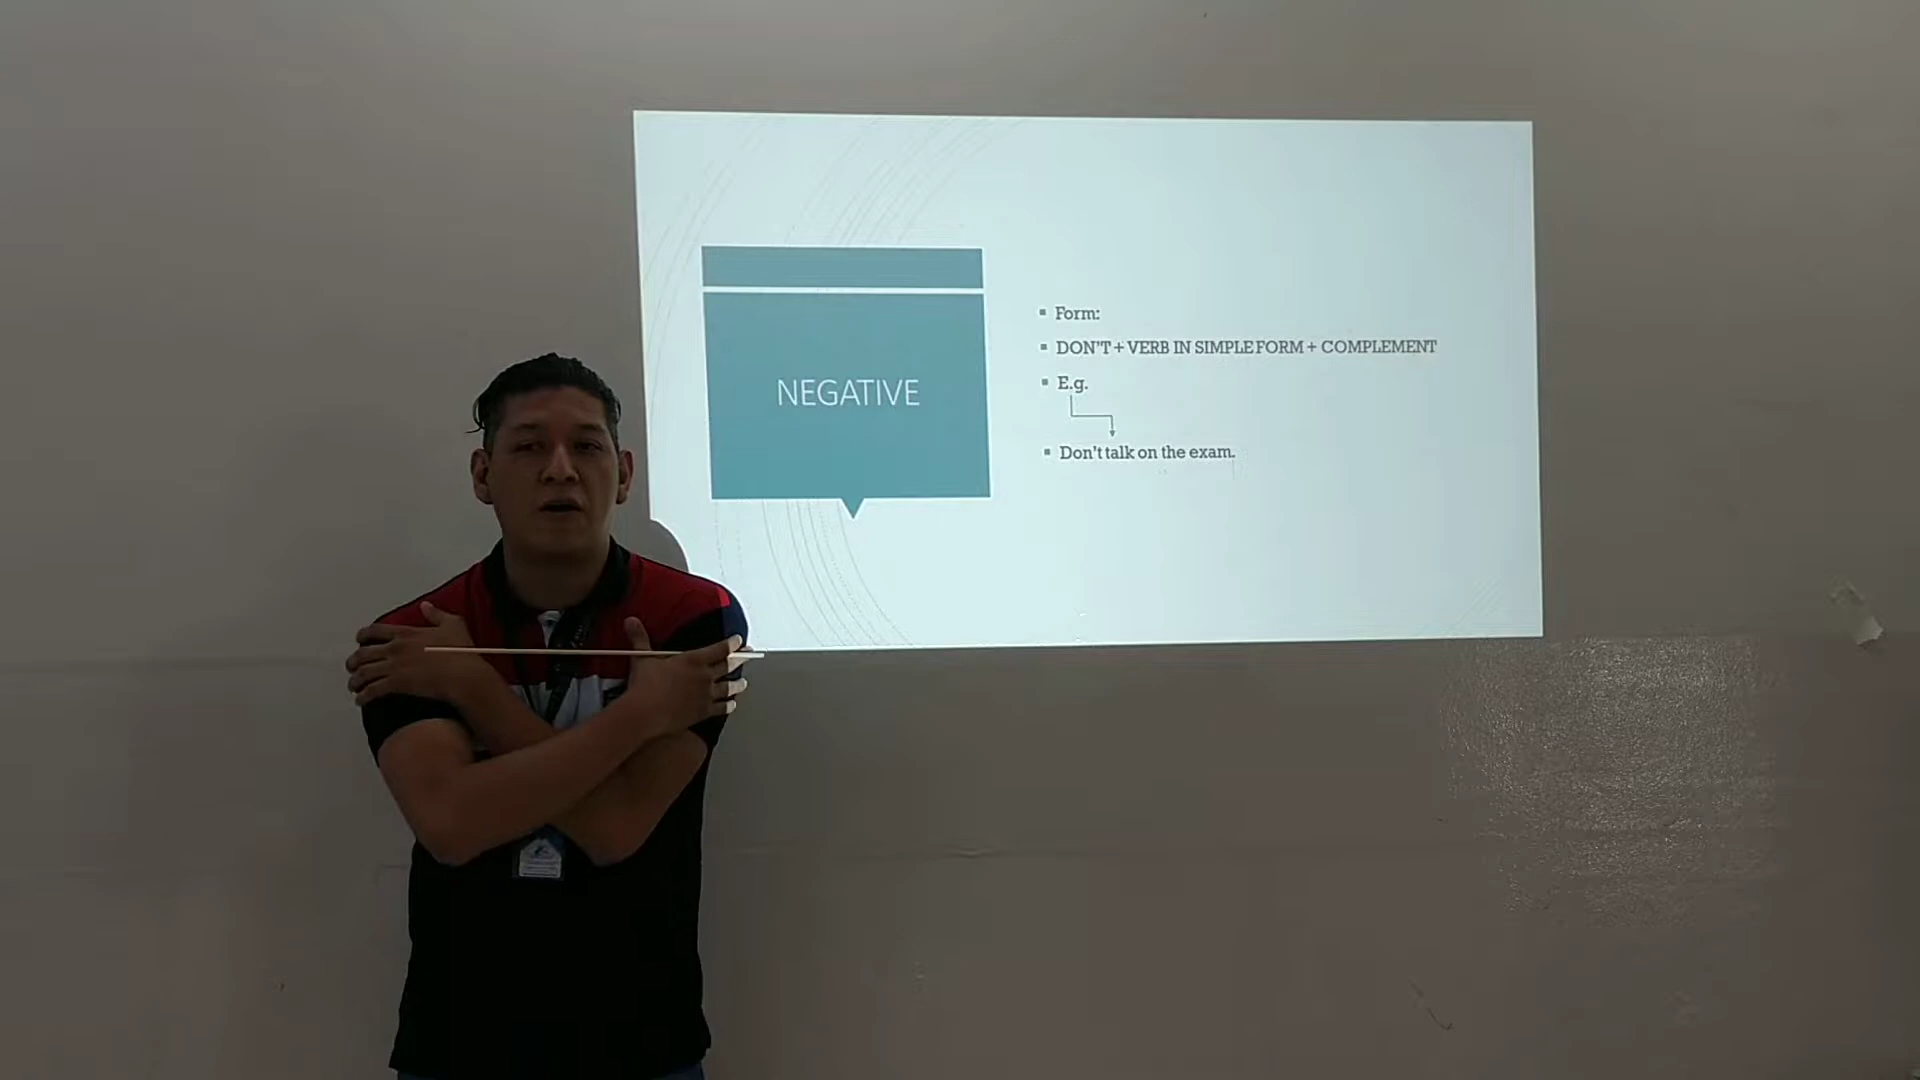 NEGATIVE
Form:
DON'T + VERB IN SIMPLE FORM + COMPLEMENT
E.g.
Don't talk on the exam.